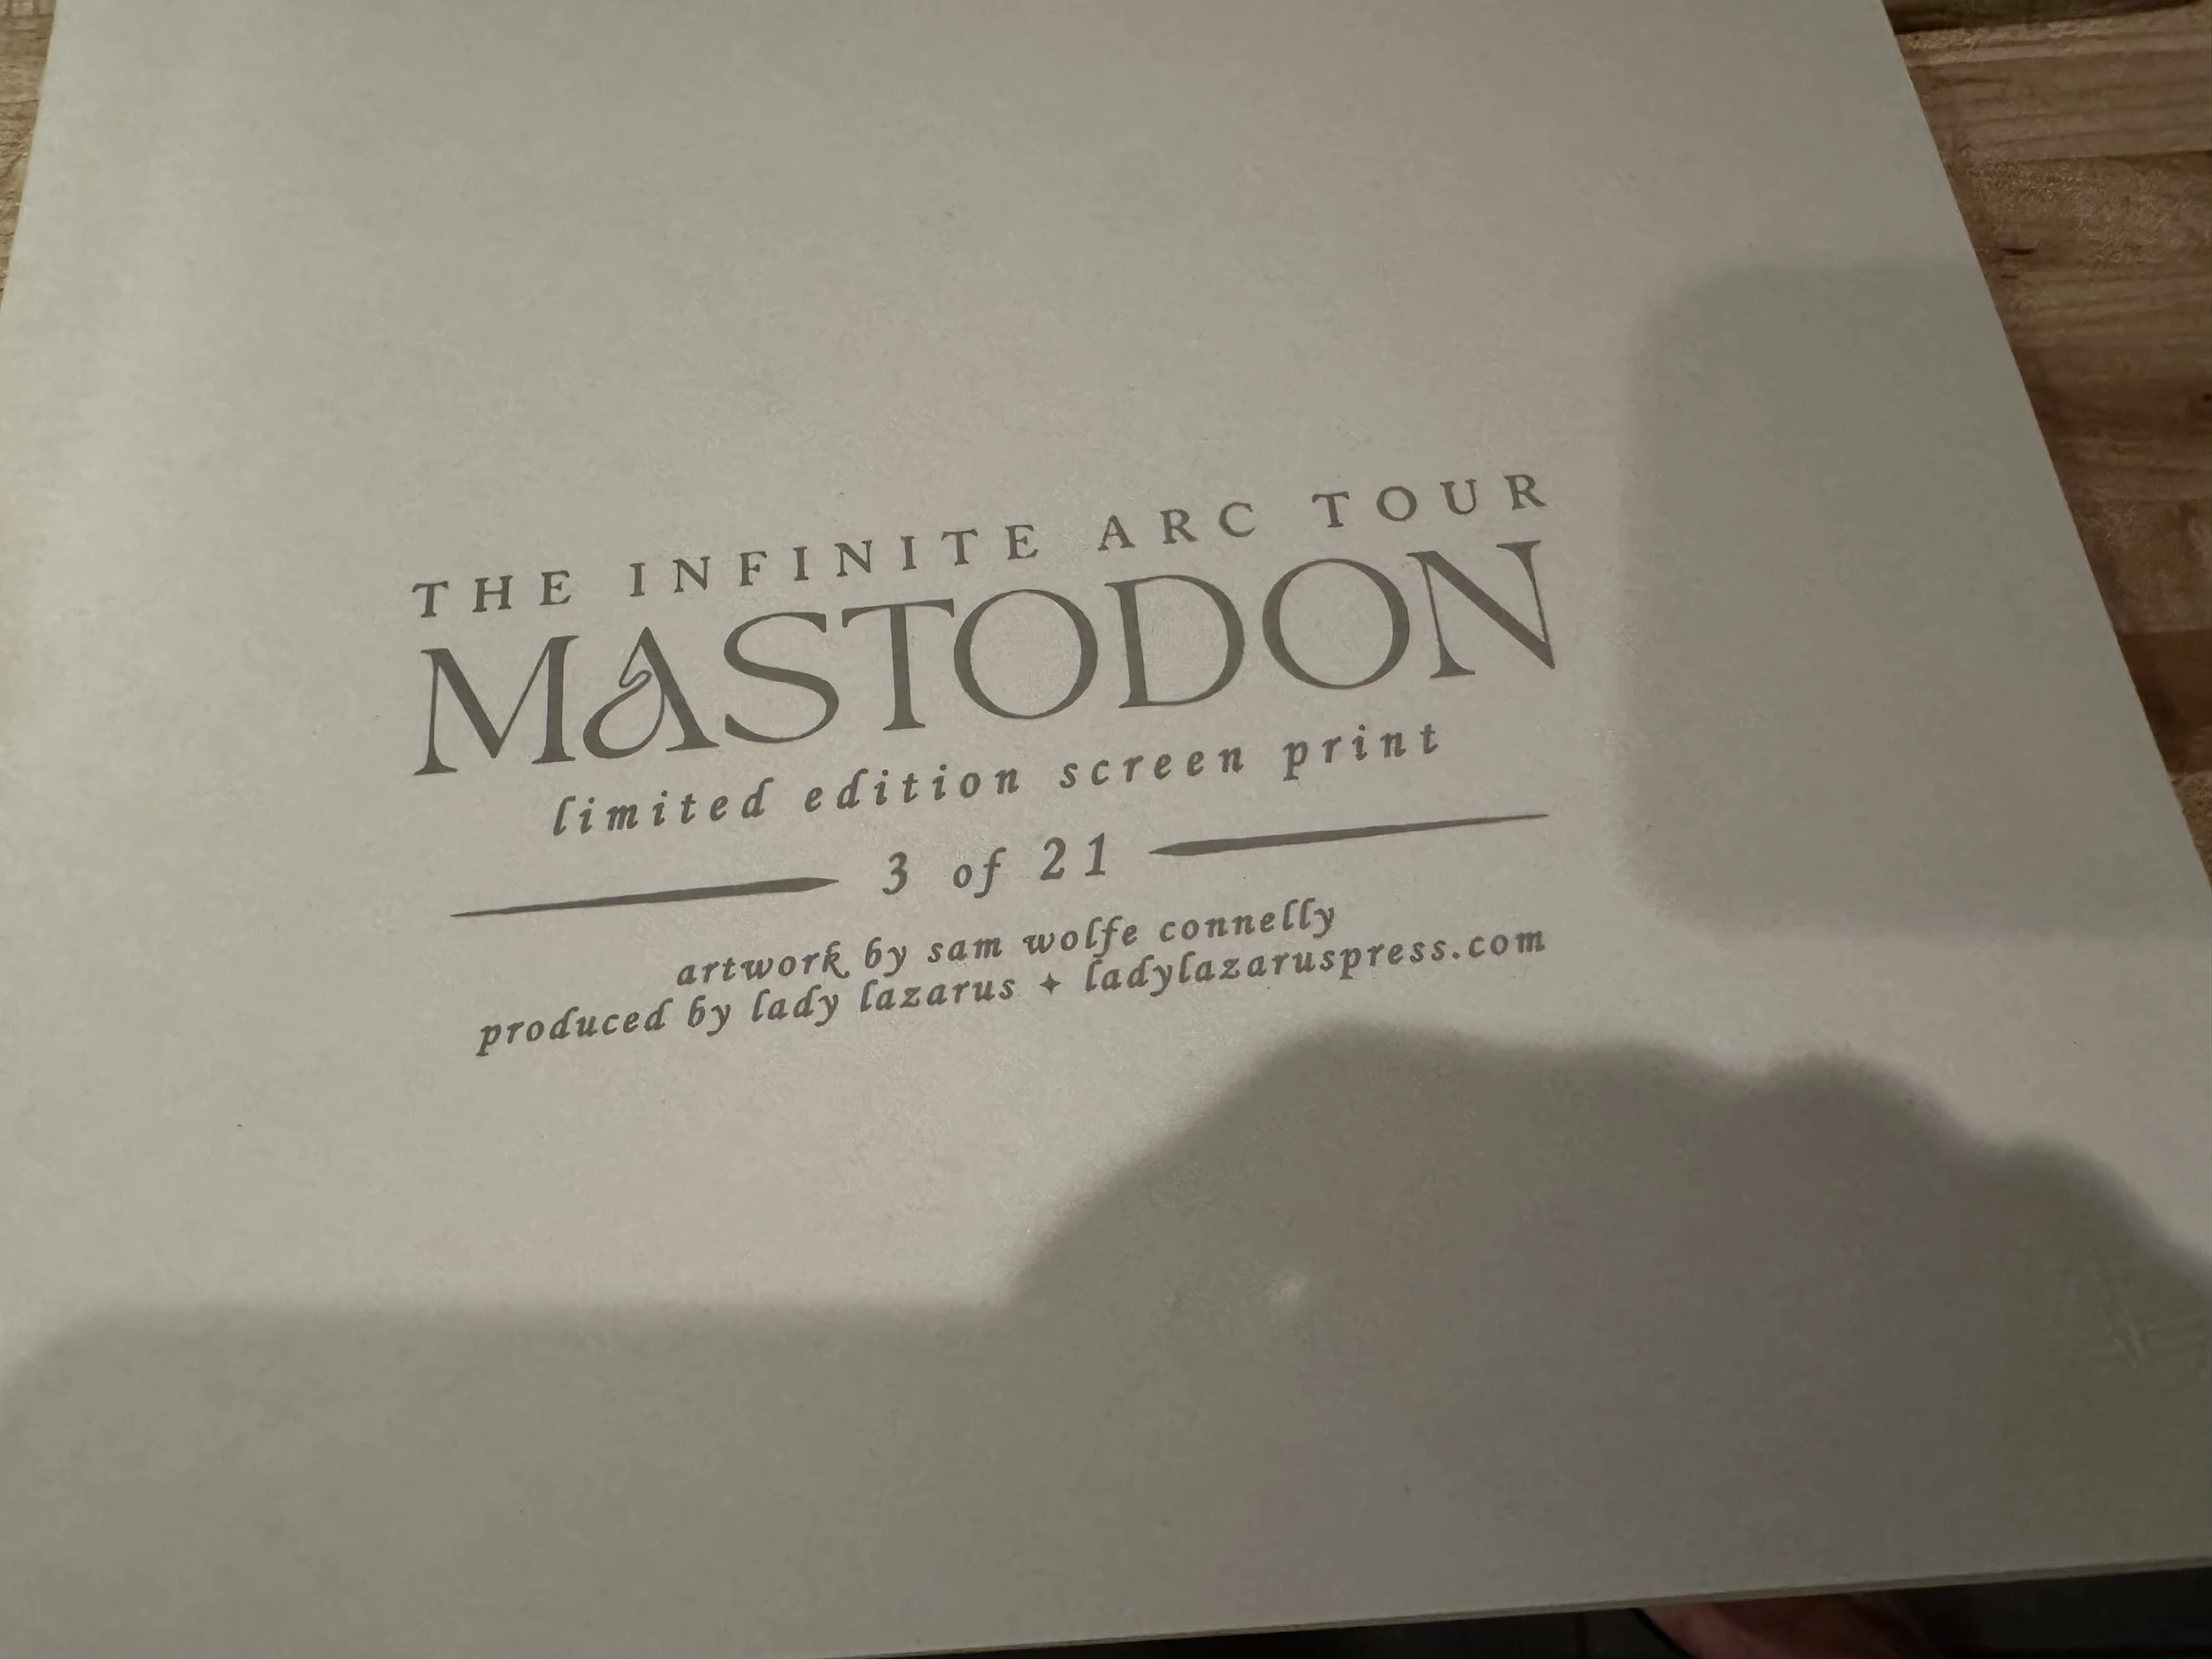 THE INFINITE ARC TOUR
MASTODON
limited edition screen print
3 of 21
artwork by sam wolfe connelly
produced by lady lazarus ✦ ladylazaruspress.com